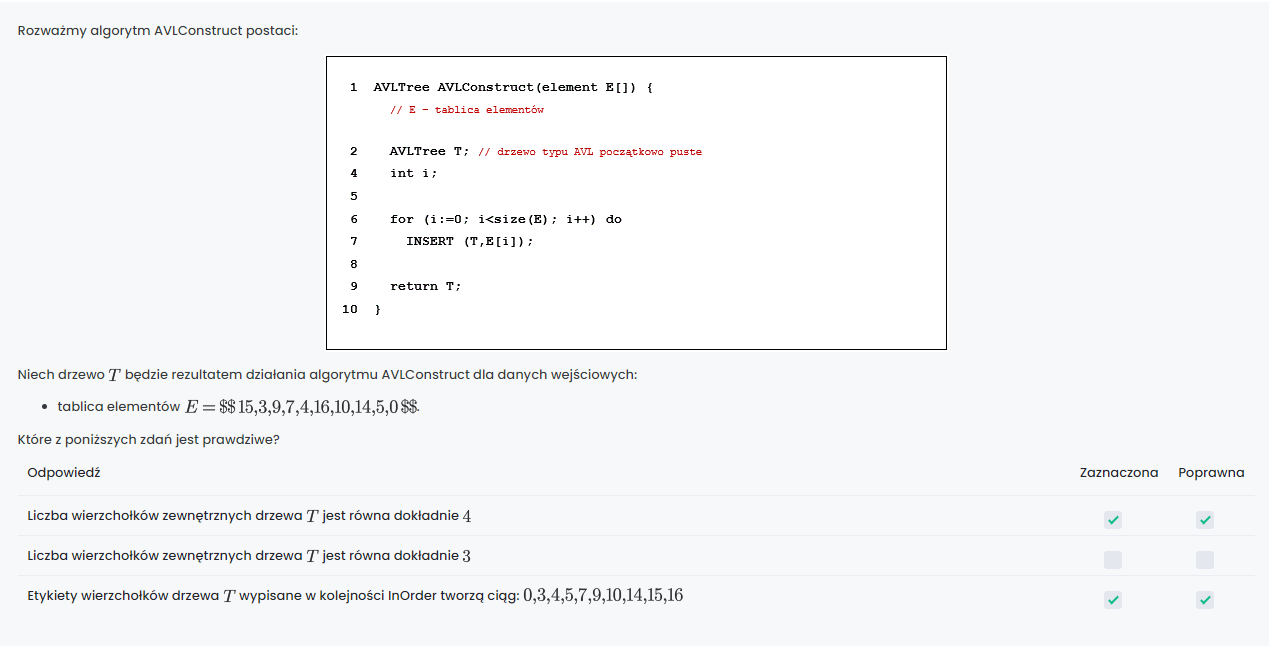 Rozważmy algorytm AVLConstruct postaci:
1 AVLTree AVLConstruct(element E[]) {
// E - tablica elementów
2 AVLTree T; // drzewo typu AVL początkowo puste
4 int i;
5
6 for (i:=0; i<size(E); i++) do
7 INSERT (T,E[i]);
8
9 return T;
10 }
Niech drzewo T będzie rezultatem działania algorytmu AVLConstruct dla danych wejściowych:
• tablica elementów E = $$15,3,9,7,4,16,10,14,5,0$$.
Które z poniższych zdań jest prawdziwe?
Odpowiedź Zaznaczona Poprawna
Liczba wierzchołków zewnętrznych drzewa T jest równa dokładnie 4
Liczba wierzchołków zewnętrznych drzewa T jest równa dokładnie 3
Etykiety wierzchołków drzewa T wypisane w kolejności InOrder tworzą ciąg: 0,3,4,5,7,9,10,14,15,16